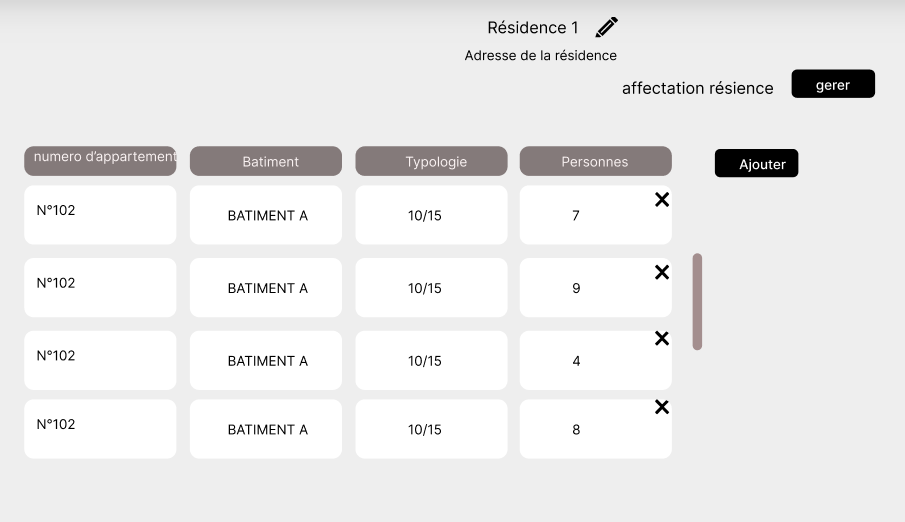 Résidence 1
Adresse de la résidence
affectation résience gerer
numero d'appartement Batiment Typologie Personnes Ajouter
N°102 BATIMENT A 10/15 7
N°102 BATIMENT A 10/15 9
N°102 BATIMENT A 10/15 4
N°102 BATIMENT A 10/15 8